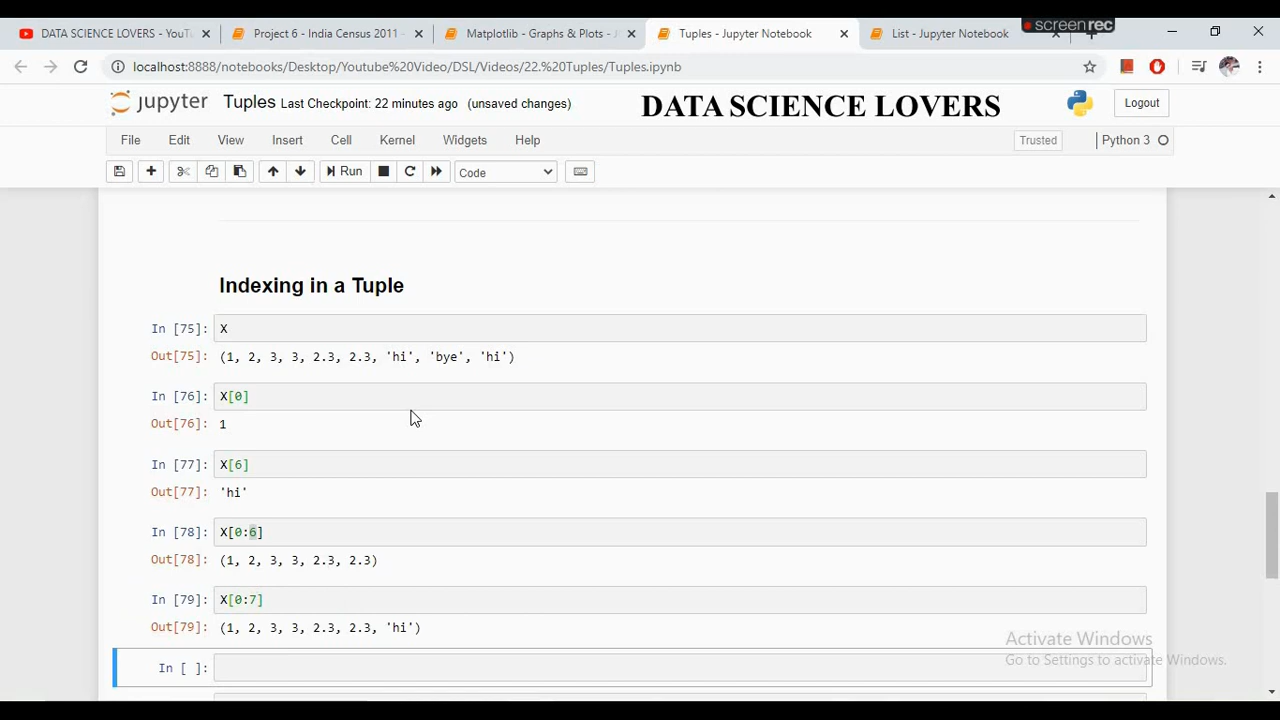 screenrec
DATA SCIENCE LOVERS - YouT
Project 6 - India Census 2011 -
Matplotlib - Graphs & Plots - J
Tuples - Jupyter Notebook
List - Jupyter Notebook
localhost:8888/notebooks/Desktop/Youtube%20Video/DSL/Videos/22.%20Tuples/Tuples.ipynb
jupyter Tuples Last Checkpoint: 22 minutes ago (unsaved changes) DATA SCIENCE LOVERS Logout
File Edit View Insert Cell Kernel Widgets Help Trusted Python 3
Run Code
Indexing in a Tuple
In [75]: X
Out[75]: (1, 2, 3, 3, 2.3, 2.3, 'hi', 'bye', 'hi')
In [76]: X[0]
Out[76]: 1
In [77]: X[6]
Out[77]: 'hi'
In [78]: X[0:6]
Out[78]: (1, 2, 3, 3, 2.3, 2.3)
In [79]: X[0:7]
Out[79]: (1, 2, 3, 3, 2.3, 2.3, 'hi')
Activate Windows
Go to Settings to activate Windows.
In [ ]: